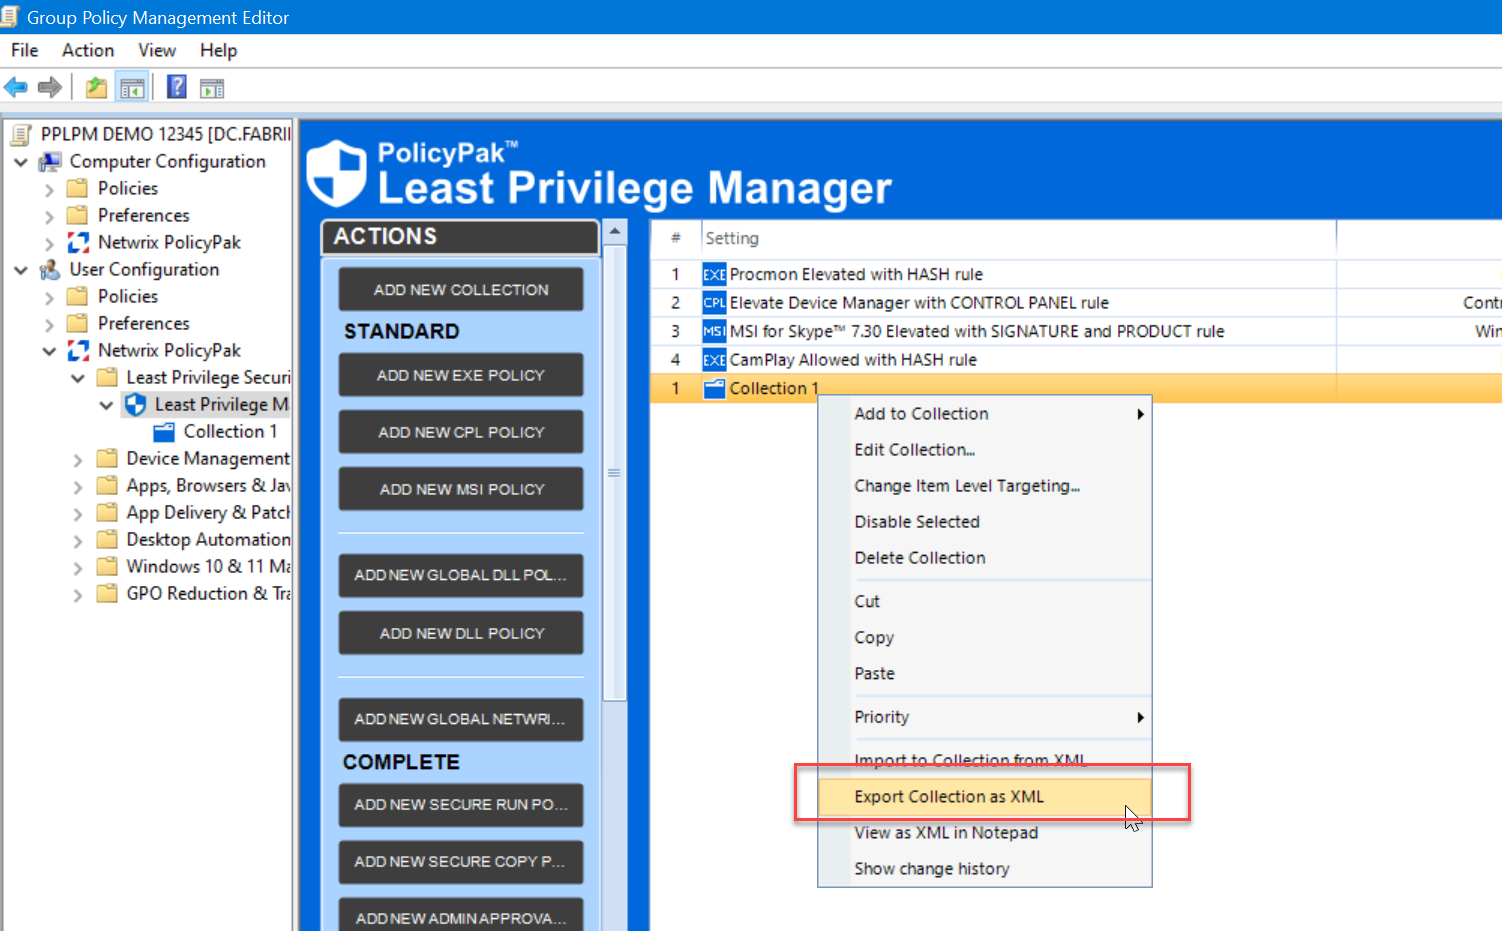 Group Policy Management Editor
File Action View Help
PPLPM DEMO 12345 [DC.FABRI
Computer Configuration
Policies
Preferences
Netwrix PolicyPak
User Configuration
Policies
Preferences
Netwrix PolicyPak
Least Privilege Securi
Least Privilege M
Collection 1
Device Management
Apps, Browsers & Jav
App Delivery & Patch
Desktop Automation
Windows 10 & 11 Ma
GPO Reduction & Tra
PolicyPak™
Least Privilege Manager
ACTIONS
ADD NEW COLLECTION
STANDARD
ADD NEW EXE POLICY
ADD NEW CPL POLICY
ADD NEW MSI POLICY
ADD NEW GLOBAL DLL POL...
ADD NEW DLL POLICY
ADD NEW GLOBAL NETWRI...
COMPLETE
ADD NEW SECURE RUN PO...
ADD NEW SECURE COPY P...
ADD NEW ADMIN APPROVA...
# Setting
1 EXE Procmon Elevated with HASH rule
2 CPL Elevate Device Manager with CONTROL PANEL rule Contr
3 MSI MSI for Skype™ 7.30 Elevated with SIGNATURE and PRODUCT rule Win
4 EXE CamPlay Allowed with HASH rule
1 Collection 1
Add to Collection
Edit Collection...
Change Item Level Targeting...
Disable Selected
Delete Collection
Cut
Copy
Paste
Priority
Import to Collection from XML
Export Collection as XML
View as XML in Notepad
Show change history